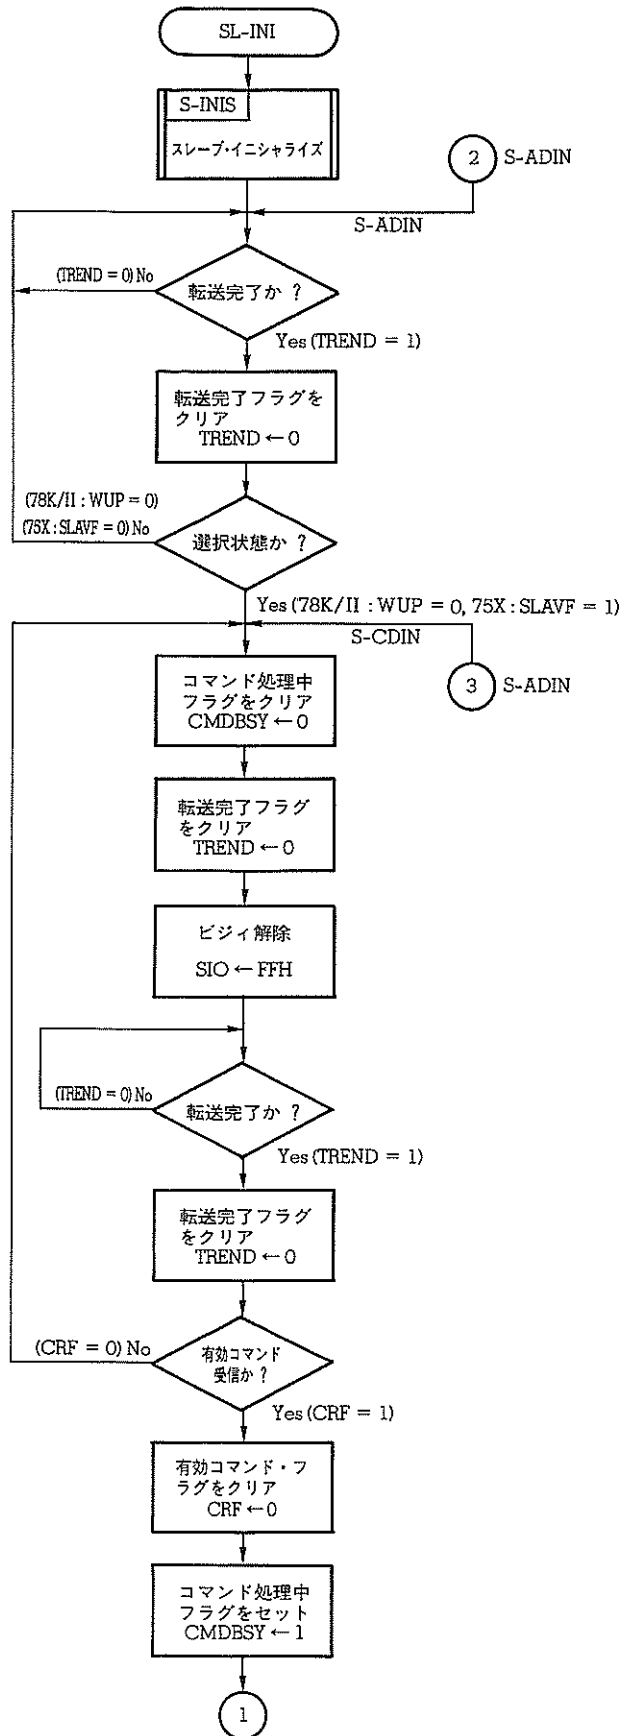 SL-INI
S-INIS
スレーブ・イニシャライズ
2
S-ADIN
S-ADIN
(TREND = 0) No
転送完了か ?
Yes (TREND = 1)
転送完了フラグを
クリア
TREND ← 0
(78K/II : WUP = 0)
(75X : SLAVF = 0) No
選択状態か ?
Yes (78K/II : WUP = 0, 75X : SLAVF = 1)
S-CDIN
3
S-ADIN
コマンド処理中
フラグをクリア
CMDBSY ← 0
転送完了フラグ
をクリア
TREND ← 0
ビジィ解除
SIO ← FFH
(TREND = 0) No
転送完了か ?
Yes (TREND = 1)
転送完了フラグ
をクリア
TREND ← 0
(CRF = 0) No
有効コマンド
受信か ?
Yes (CRF = 1)
有効コマンド・フ
ラグをクリア
CRF ← 0
コマンド処理中
フラグをセット
CMDBSY ← 1
1